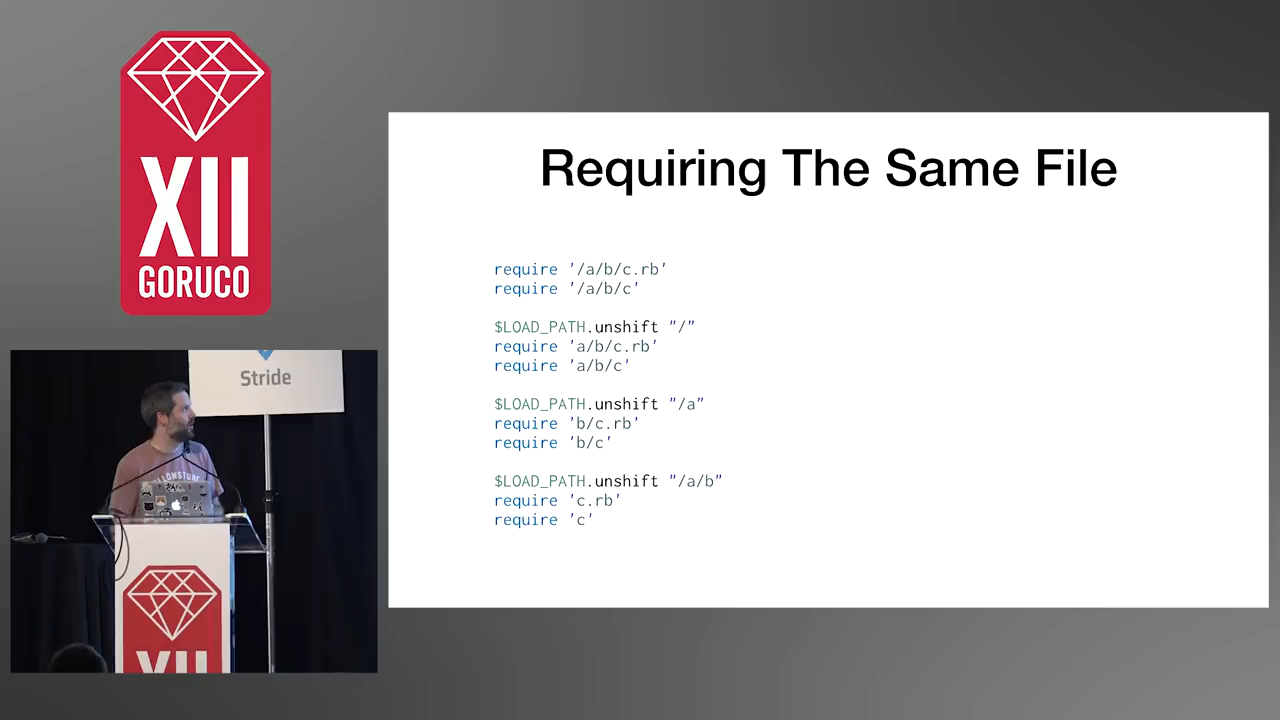 XII
GORUCO
Stride
XII
Requiring The Same File
require '/a/b/c.rb'
require '/a/b/c'
$LOAD_PATH.unshift "/"
require 'a/b/c.rb'
require 'a/b/c'
$LOAD_PATH.unshift "/a"
require 'b/c.rb'
require 'b/c'
$LOAD_PATH.unshift "/a/b"
require 'c.rb'
require 'c'